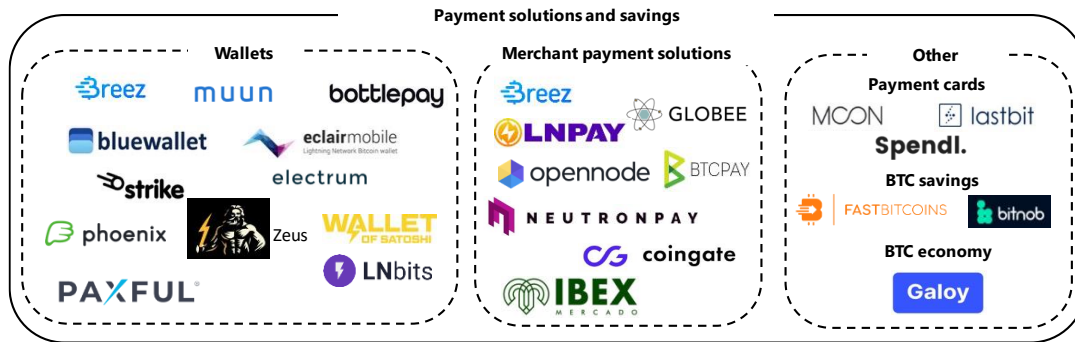 Payment solutions and savings
Wallets
Breez
muun
bottlepay
bluewallet
eclairmobile
Lightning Network Bitcoin wallet
strike
electrum
phoenix
Zeus
WALLET
OF SATOSHI
LNbits
PAXFUL
Merchant payment solutions
Breez
GLOBEE
LNPAY
opennode
BTCPAY
NEUTRONPAY
coingate
IBEX
MERCADO
Other
Payment cards
MOON
lastbit
Spendl.
BTC savings
FASTBITCOINS
bitnob
BTC economy
Galoy